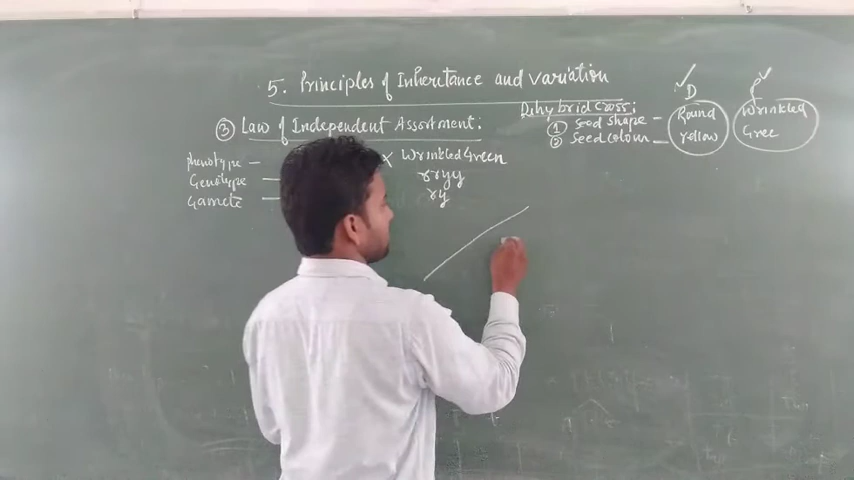 5. Principles of Inheritance and variation
③ Law of Independent Assortment:
Dihybrid Cross:
① Seed shape –
② Seed colour –
D
Round
Yellow
Wrinkled
Gree
phenotype –
× Wrinkled Green
Genotype –
rryy
Gamete –
ry